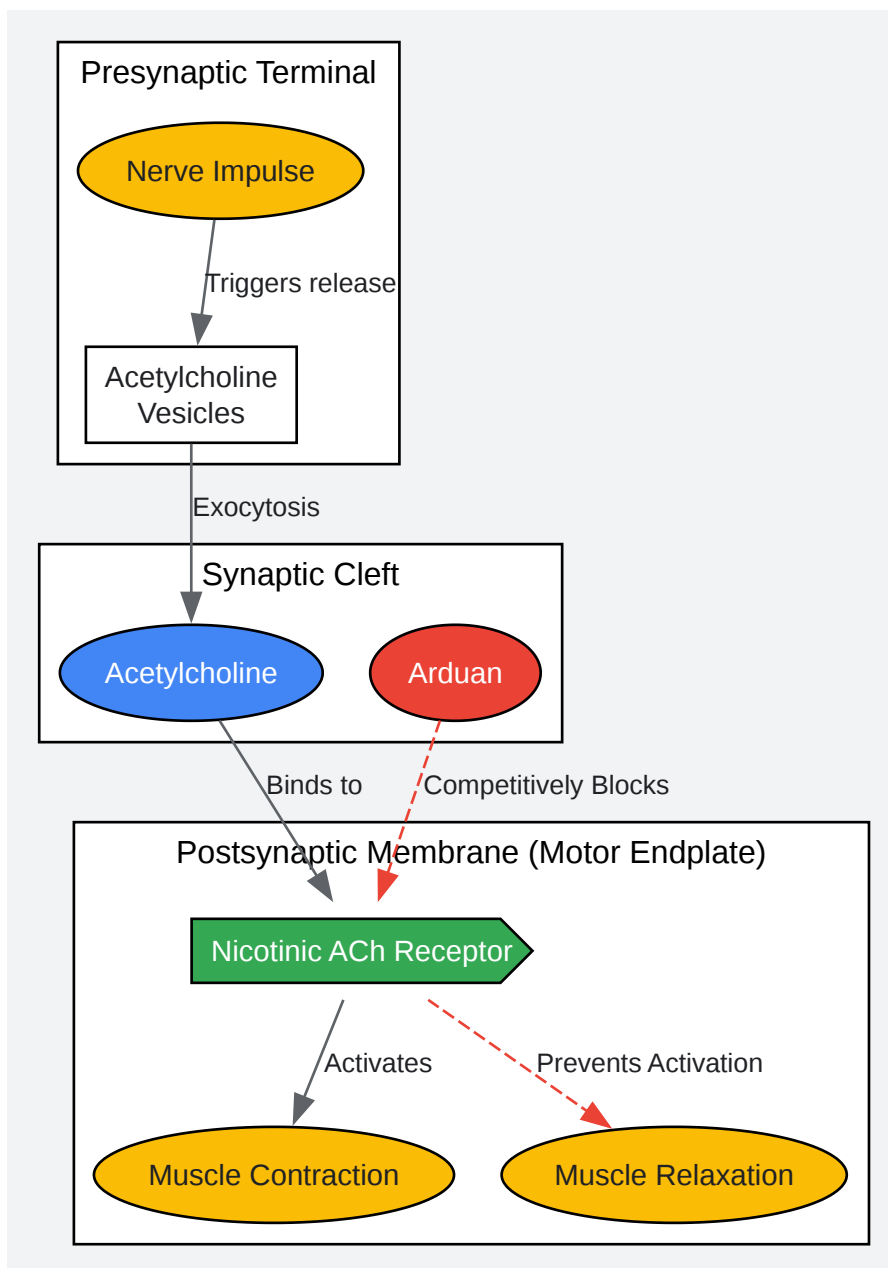 Presynaptic Terminal
Nerve Impulse
Triggers release
Acetylcholine
Vesicles
Exocytosis
Synaptic Cleft
Acetylcholine
Arduan
Binds to
Competitively Blocks
Postsynaptic Membrane (Motor Endplate)
Nicotinic ACh Receptor
Activates
Prevents Activation
Muscle Contraction
Muscle Relaxation